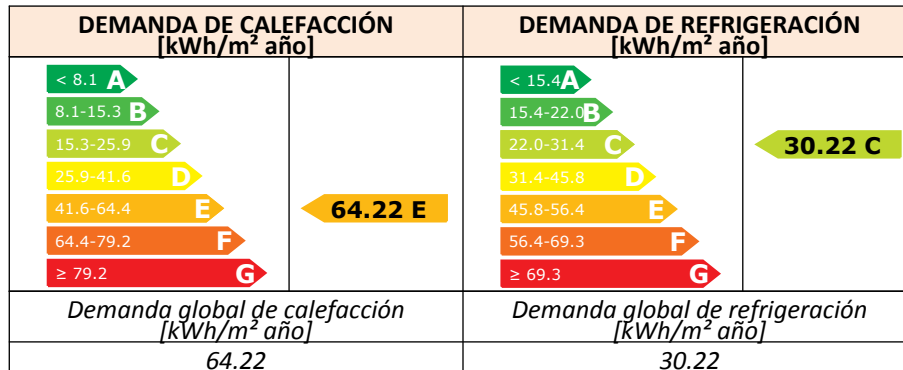 DEMANDA DE CALEFACCIÓN
[kWh/m² año]
DEMANDA DE REFRIGERACIÓN
[kWh/m² año]
< 8.1 A
8.1-15.3 B
15.3-25.9 C
25.9-41.6 D
41.6-64.4 E
64.4-79.2 F
≥ 79.2 G
64.22 E
< 15.4 A
15.4-22.0 B
22.0-31.4 C
31.4-45.8 D
45.8-56.4 E
56.4-69.3 F
≥ 69.3 G
30.22 C
Demanda global de calefacción
[kWh/m² año]
Demanda global de refrigeración
[kWh/m² año]
64.22
30.22